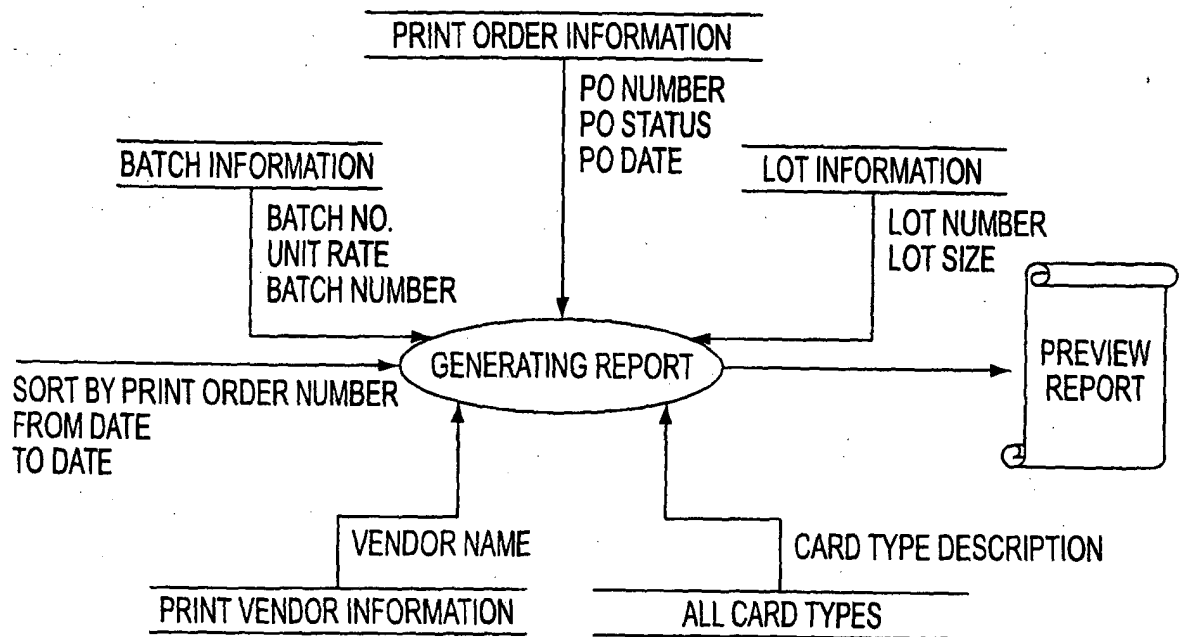 PRINT ORDER INFORMATION
PO NUMBER
PO STATUS
PO DATE
BATCH INFORMATION
BATCH NO.
UNIT RATE
BATCH NUMBER
LOT INFORMATION
LOT NUMBER
LOT SIZE
GENERATING REPORT
PREVIEW
REPORT
SORT BY PRINT ORDER NUMBER
FROM DATE
TO DATE
VENDOR NAME
PRINT VENDOR INFORMATION
CARD TYPE DESCRIPTION
ALL CARD TYPES